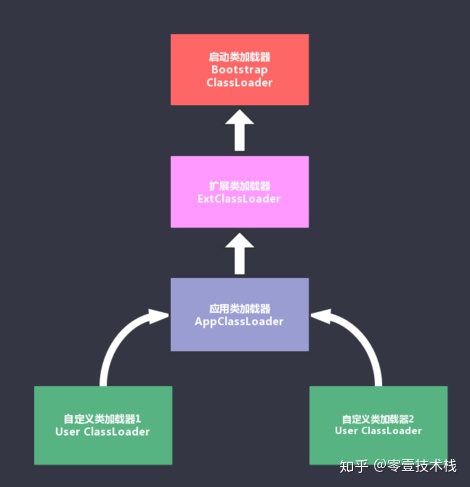 启动类加载器
Bootstrap
ClassLoader
扩展类加载器
ExtClassLoader
应用类加载器
AppClassLoader
自定义类加载器1
User ClassLoader
自定义类加载器2
User ClassLoader
知乎 @零壹技术栈